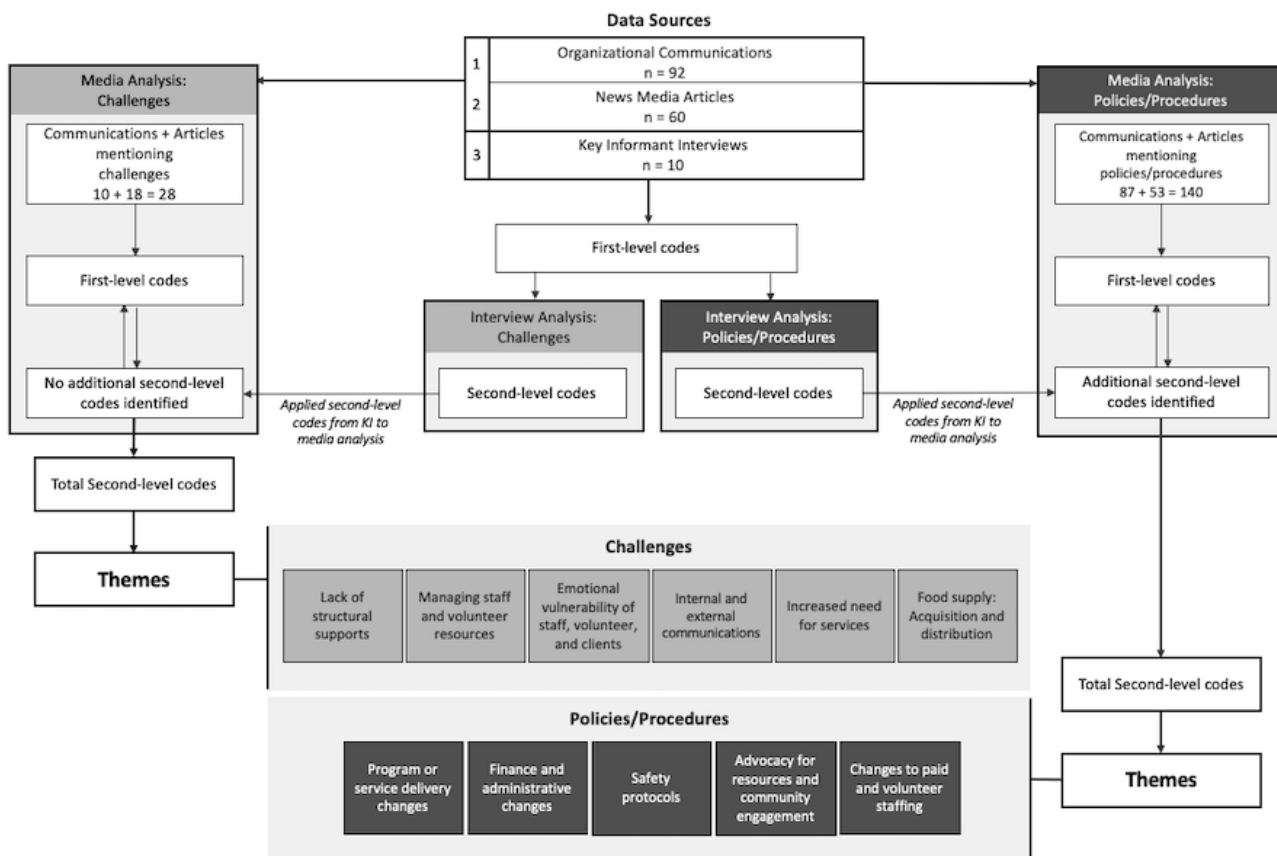 Data Sources
1
Organizational Communications
n = 92
2
News Media Articles
n = 60
3
Key Informant Interviews
n = 10
Media Analysis:
Challenges
Communications + Articles
mentioning
challenges
10 + 18 = 28
First-level codes
No additional second-level
codes identified
Total Second-level codes
Themes
First-level codes
Interview Analysis:
Challenges
Second-level codes
Applied second-level
codes from KI to
media analysis
Interview Analysis:
Policies/Procedures
Second-level codes
Applied second-level
codes from KI to
media analysis
Media Analysis:
Policies/Procedures
Communications + Articles
mentioning
policies/procedures
87 + 53 = 140
First-level codes
Additional second-level
codes identified
Total Second-level codes
Themes
Challenges
Lack of
structural
supports
Managing staff
and volunteer
resources
Emotional
vulnerability of
staff, volunteer,
and clients
Internal and
external
communications
Increased need
for services
Food supply:
Acquisition and
distribution
Policies/Procedures
Program or
service delivery
changes
Finance and
administrative
changes
Safety
protocols
Advocacy for
resources and
community
engagement
Changes to paid
and volunteer
staffing